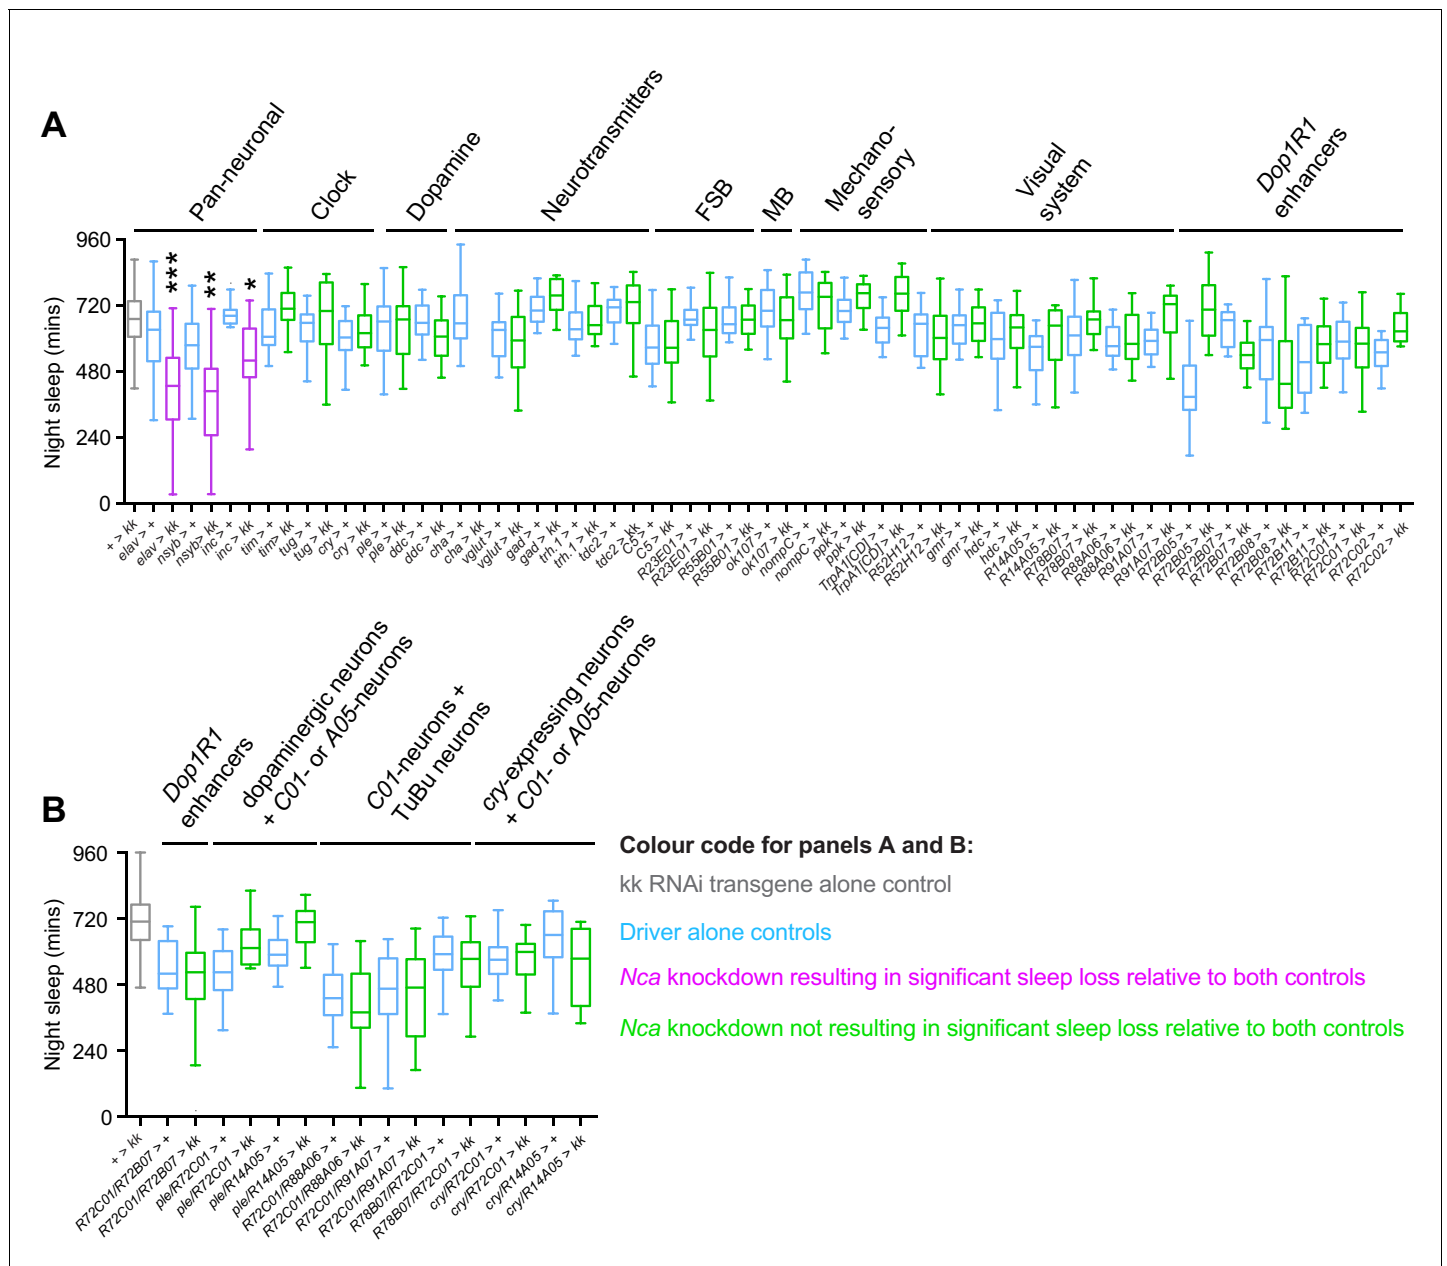 A
Pan-neuronal
Clock
Dopamine
Neurotransmitters
FSB
MB
Mechano-
sensory
Visual
system
Dop1R1
enhancers
Night sleep (mins)
960
720
480
240
0
***
**
*
+ > kk
elav > +
elav > kk
nsyb > +
nsyb> kk
inc > +
inc > kk
tim > +
tim> kk
tug > +
tug > kk
cry > +
cry > kk
ple > +
ple > kk
ddc > +
ddc > kk
cha > +
cha > kk
vglut > +
vglut > kk
gad > +
gad > kk
trh.1 > +
trh.1 > kk
tdc2 > +
tdc2 > kk
C5 > +
C5 > kk
R23E01 > +
R23E01 > kk
R55B01 > +
R55B01 > kk
ok107 > +
ok107 > kk
nompC > +
nompC > kk
ppk > +
ppk > kk
TrpA1(CD) > +
TrpA1(CD) > kk
R52H12 > +
R52H12 > kk
gmr > +
gmr > kk
hdc > +
hdc > kk
R14A05 > +
R14A05 > kk
R78B07 > +
R78B07 > kk
R88A06 > +
R88A06 > kk
R91A07 > +
R91A07 > kk
R72B05 > +
R72B05 > kk
R72B07 > +
R72B07 > kk
R72B08 > +
R72B08 > kk
R72B11 > +
R72B11 > kk
R72C01 > +
R72C01 > kk
R72C02 > +
R72C02 > kk
B
Dop1R1
enhancers
dopaminergic neurons
+ C01- or A05-neurons
C01-neurons +
TuBu neurons
cry-expressing neurons
+ C01- or A05-neurons
Night sleep (mins)
960
720
480
240
0
+ > kk
R72C01/R72B07 > +
R72C01/R72B07 > kk
ple/R72C01 > +
ple/R72C01 > kk
ple/R14A05 > +
ple/R14A05 > kk
R72C01/R88A06 > +
R72C01/R88A06 > kk
R72C01/R91A07 > +
R72C01/R91A07 > kk
R78B07/R72C01 > +
R78B07/R72C01 > kk
cry/R72C01 > +
cry/R72C01 > kk
cry/R14A05 > +
cry/R14A05 > kk
Colour code for panels A and B:
kk RNAi transgene alone control
Driver alone controls
Nca knockdown resulting in significant sleep loss relative to both controls
Nca knockdown not resulting in significant sleep loss relative to both controls